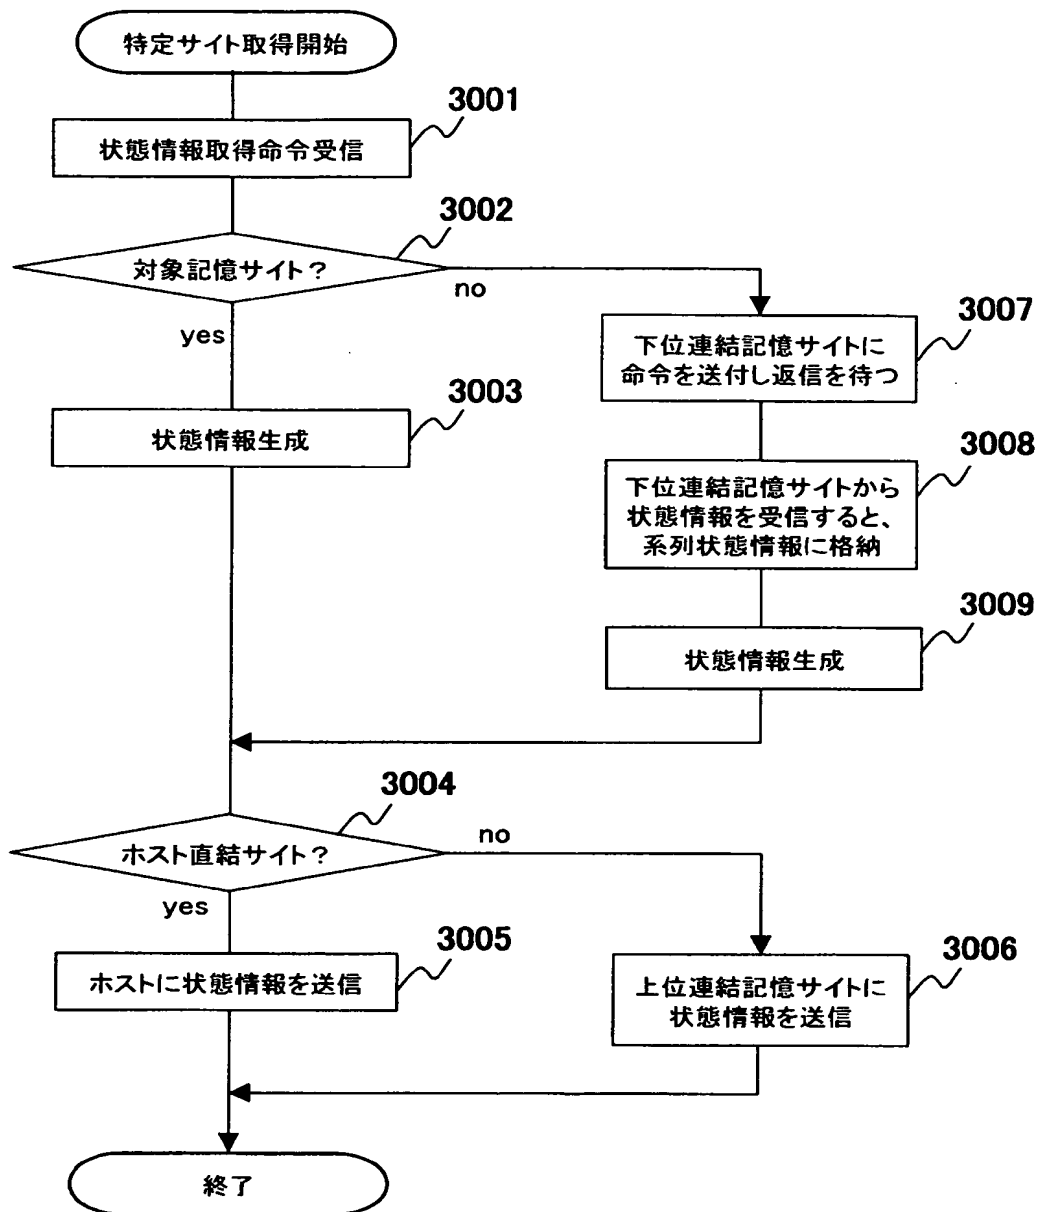 特定サイト取得開始
3001
状態情報取得命令受信
3002
対象記憶サイト?
no
yes
3007
下位連結記憶サイトに
命令を送付し返信を待つ
3003
状態情報生成
3008
下位連結記憶サイトから
状態情報を受信すると、
系列状態情報に格納
3009
状態情報生成
3004
ホスト直結サイト?
no
yes
3005
ホストに状態情報を送信
3006
上位連結記憶サイトに
状態情報を送信
終了